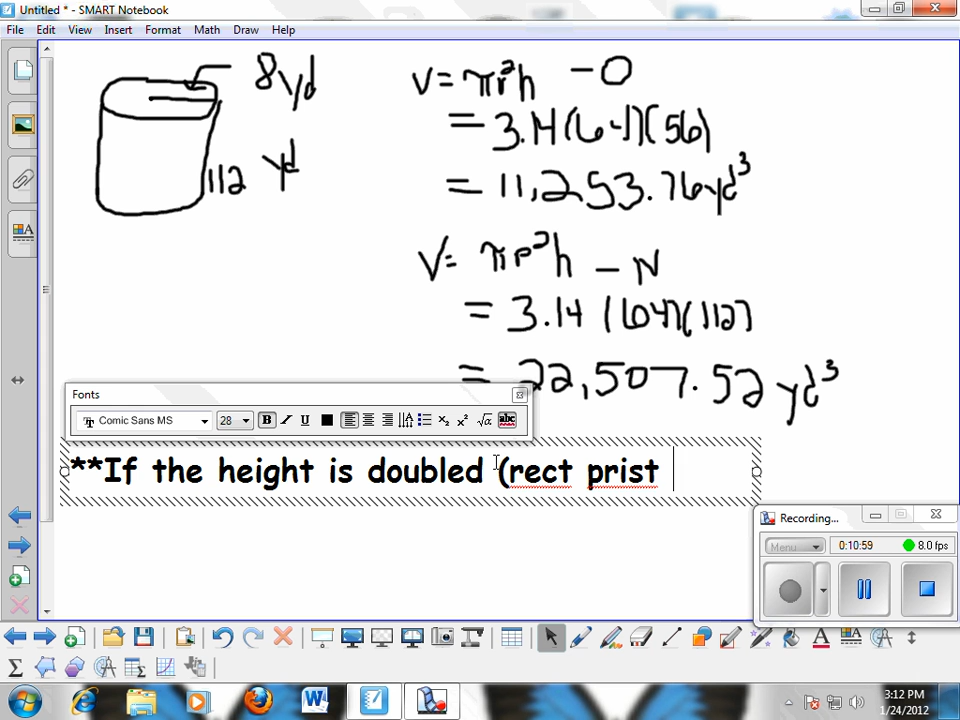 Untitled * - SMART Notebook
File Edit View Insert Format Math Draw Help
8yd
112 yd
V = πr²h - O
= 3.14(64)(56)
= 11,253.76yd³
V = πr²h - N
= 3.14 (64)(112)
= 22,507.52 yd³
Fonts
Comic Sans MS 28 B I U
**If the height is doubled (rect prist
Recording...
Menu 0:10:59 8.0 fps
3:12 PM
1/24/2012